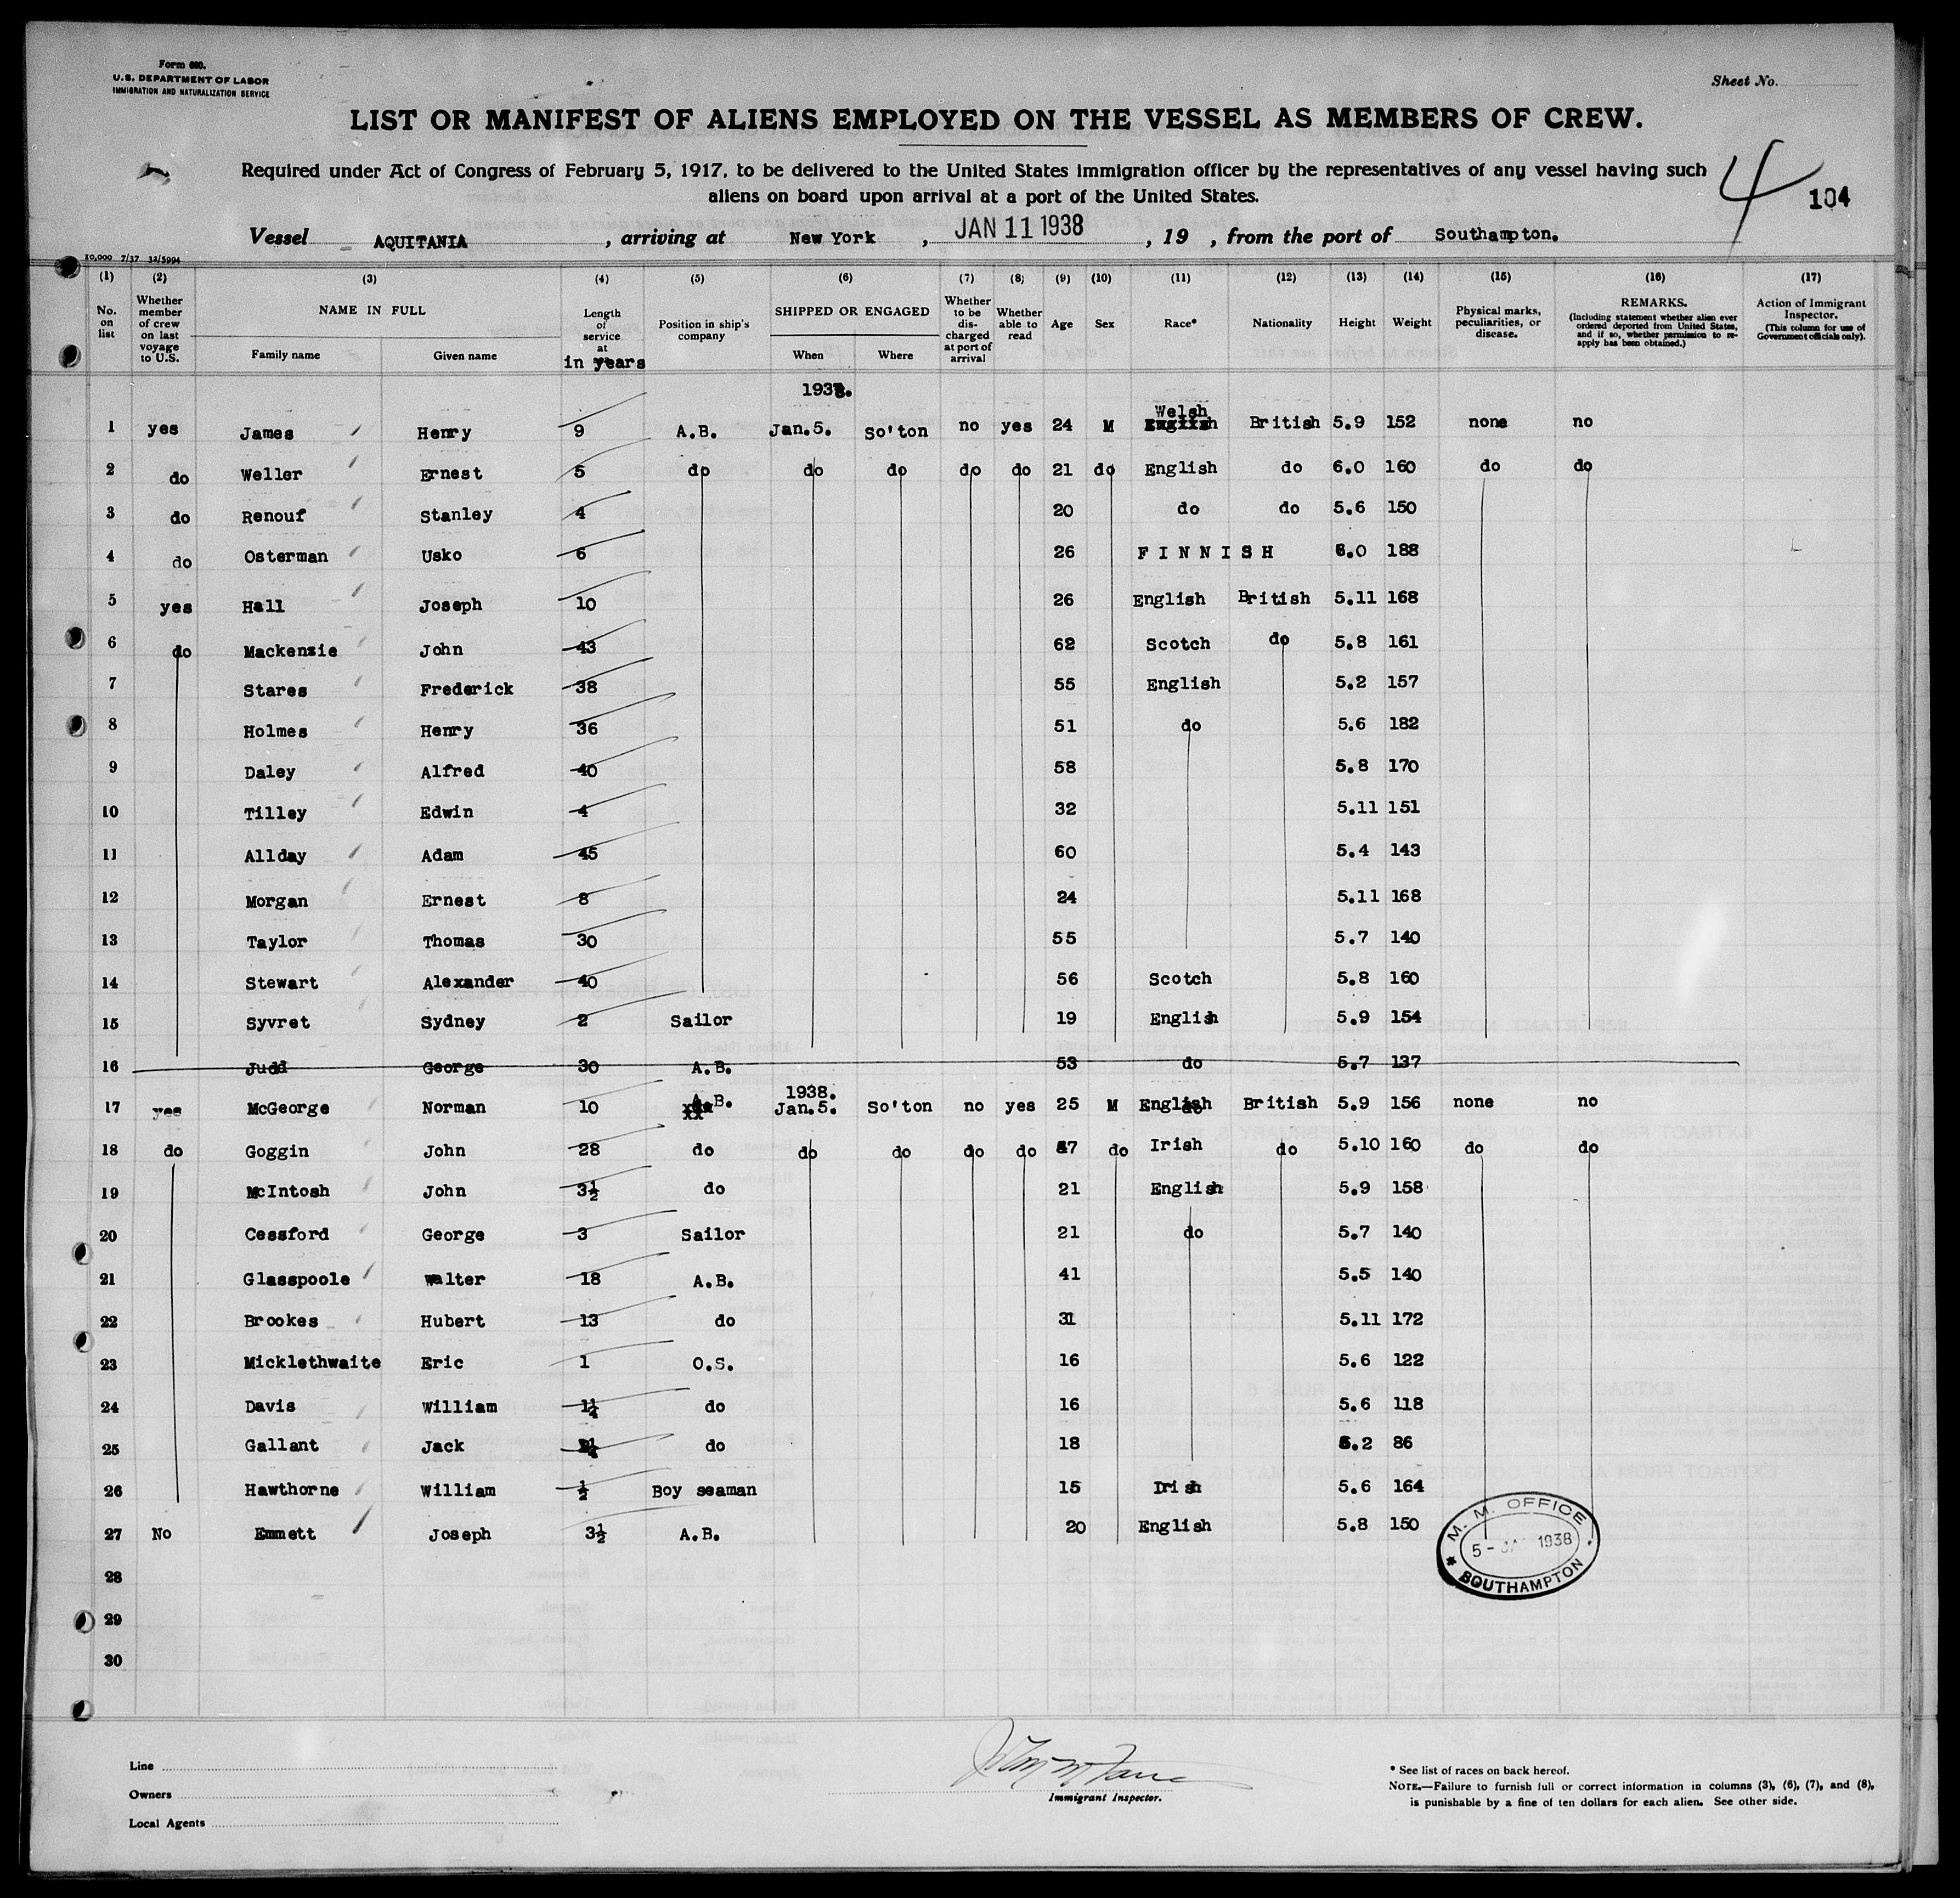 Form 680.
U.S. DEPARTMENT OF LABOR
IMMIGRATION AND NATURALIZATION SERVICE
Sheet No.
LIST OR MANIFEST OF ALIENS EMPLOYED ON THE VESSEL AS MEMBERS OF CREW.
Required under Act of Congress of February 5, 1917, to be delivered to the United States immigration officer by the representatives of any vessel having such
aliens on board upon arrival at a port of the United States.
4
104
Vessel AQUITANIA , arriving at New York , JAN 11 1938 , 19 , from the port of Southampton.
10,000 7/37 32/5994
(1) (2) (3) (4) (5) (6) (7) (8) (9) (10) (11) (12) (13) (14) (15) (16) (17)
No. on list
Whether member of crew on last voyage to U.S.
NAME IN FULL
Family name
Given name
Length of service at
in years
Position in ship's company
SHIPPED OR ENGAGED
When
Where
Whether to be discharged at port of arrival
Whether able to read
Age
Sex
Race*
Nationality
Height
Weight
Physical marks, peculiarities, or disease.
REMARKS.
(Including statement whether alien ever ordered deported from United States, and if so, whether permission to reapply has been obtained.)
Action of Immigrant Inspector.
(This column for use of Government officials only).
1938.
Welsh
1 yes James Henry 9 A.B. Jan.5. So'ton no yes 24 M English British 5.9 152 none no
2 do Weller Ernest 5 do do do do do 21 do English do 6.0 160 do do
3 do Renouf Stanley 4 20 do do 5.6 150
4 do Osterman Usko 6 26 FINNISH 6.0 188
5 yes Hall Joseph 10 26 English British 5.11 168
6 do Mackenzie John 43 62 Scotch do 5.8 161
7 Stares Frederick 38 55 English 5.2 157
8 Holmes Henry 36 51 do 5.6 182
9 Daley Alfred 40 58 5.8 170
10 Tilley Edwin 4 32 5.11 151
11 Allday Adam 45 60 5.4 143
12 Morgan Ernest 8 24 5.11 168
13 Taylor Thomas 30 55 5.7 140
14 Stewart Alexander 40 56 Scotch 5.8 160
15 Syvret Sydney 2 Sailor 19 English 5.9 154
16 Judd George 30 A.B. 53 do 5.7 137
1938.
17 yes McGeorge Norman 10 A.B. Jan.5. So'ton no yes 25 M English British 5.9 156 none no
18 do Goggin John 28 do do do do do 47 do Irish do 5.10 160 do do
19 McIntosh John 3½ do 21 English 5.9 158
20 Cessford George 3 Sailor 21 do 5.7 140
21 Glasspoole walter 18 A.B. 41 5.5 140
22 Brookes Hubert 13 do 31 5.11 172
23 Micklethwaite Eric 1 O.S. 16 5.6 122
24 Davis William 1¼ do 16 5.6 118
25 Gallant Jack do 18 5.2 86
26 Hawthorne William ½ Boy seaman 15 Irish 5.6 164
27 No Emmett Joseph 3½ A.B. 20 English 5.8 150
28
29
30
M. M. OFFICE
5 - JA 1938
SOUTHAMPTON
Line
Owners
Local Agents
Immigrant Inspector.
* See list of races on back hereof.
NOTE.—Failure to furnish full or correct information in columns (3), (6), (7), and (8),
is punishable by a fine of ten dollars for each alien. See other side.